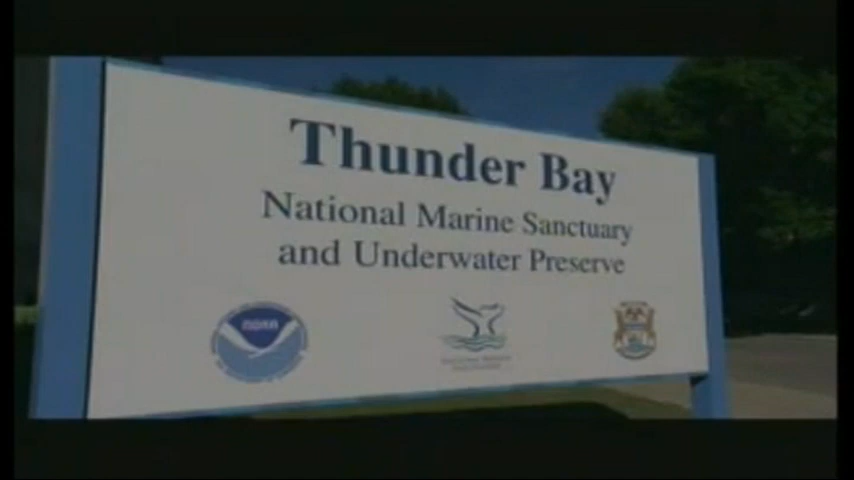 Thunder Bay
National Marine Sanctuary
and Underwater Preserve
NOAA